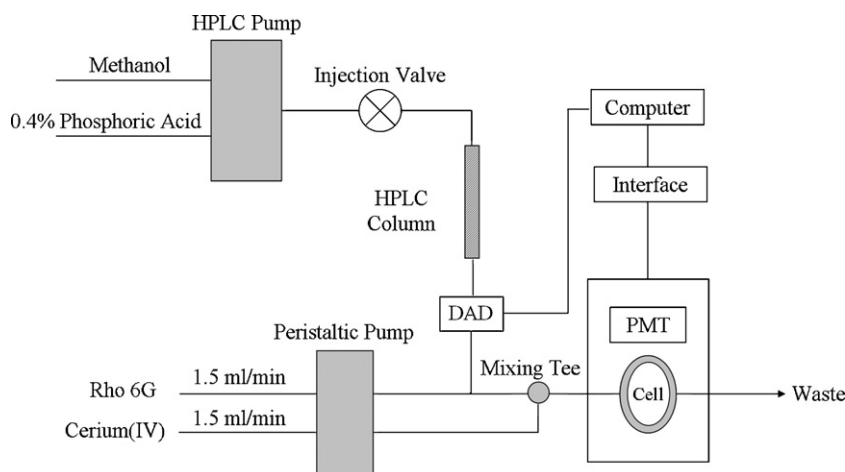 HPLC Pump
Methanol
0.4% Phosphoric Acid
Injection Valve
Computer
Interface
HPLC
Column
DAD
PMT
Peristaltic Pump
Mixing Tee
Rho 6G
1.5 ml/min
Cell
Waste
Cerium(IV)
1.5 ml/min